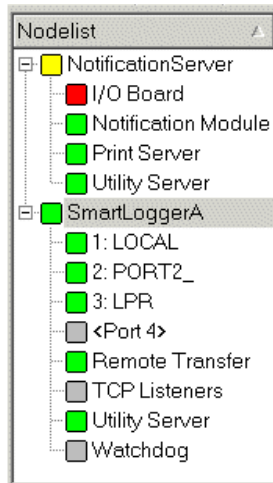 Nodelist
NotificationServer
I/O Board
Notification Module
Print Server
Utility Server
SmartLoggerA
1: LOCAL
2: PORT2_
3: LPR
<Port 4>
Remote Transfer
TCP Listeners
Utility Server
Watchdog